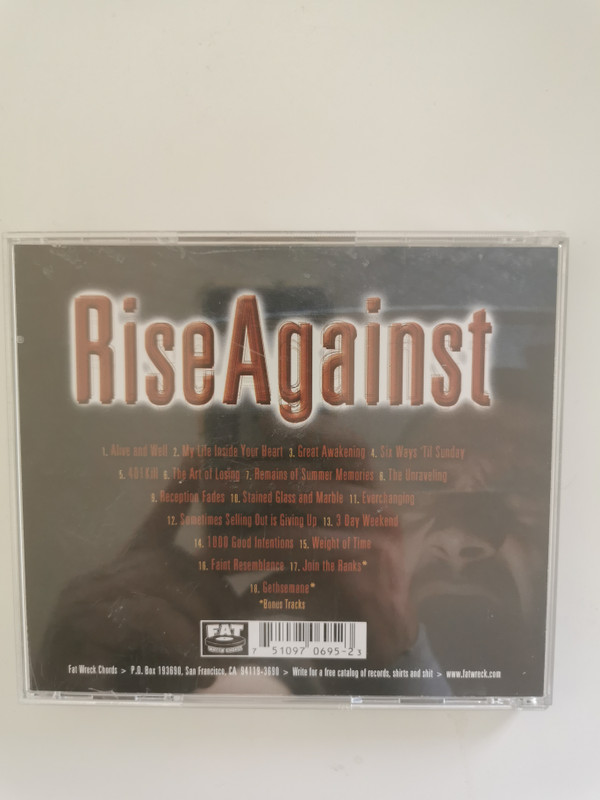 RiseAgainst
1. Alive and Well 2. My Life Inside Your Heart 3. Great Awakening 4. Six Ways 'Til Sunday
5. 401Kill 6. The Art of Losing 7. Remains of Summer Memories 8. The Unraveling
9. Reception Fades 10. Stained Glass and Marble 11. Everchanging
12. Sometimes Selling Out is Giving Up 13. 3 Day Weekend
14. 1000 Good Intentions 15. Weight of Time
16. Faint Resemblence 17. Join the Ranks*
18. Gethsemane*
*Bonus Tracks
FAT
7 51097 0695-2 3
Fat Wreck Chords > P.O. Box 193690, San Francisco, CA 94119-3690 > Write for a free catalog of records, shirts and shit > www.fatwreck.com